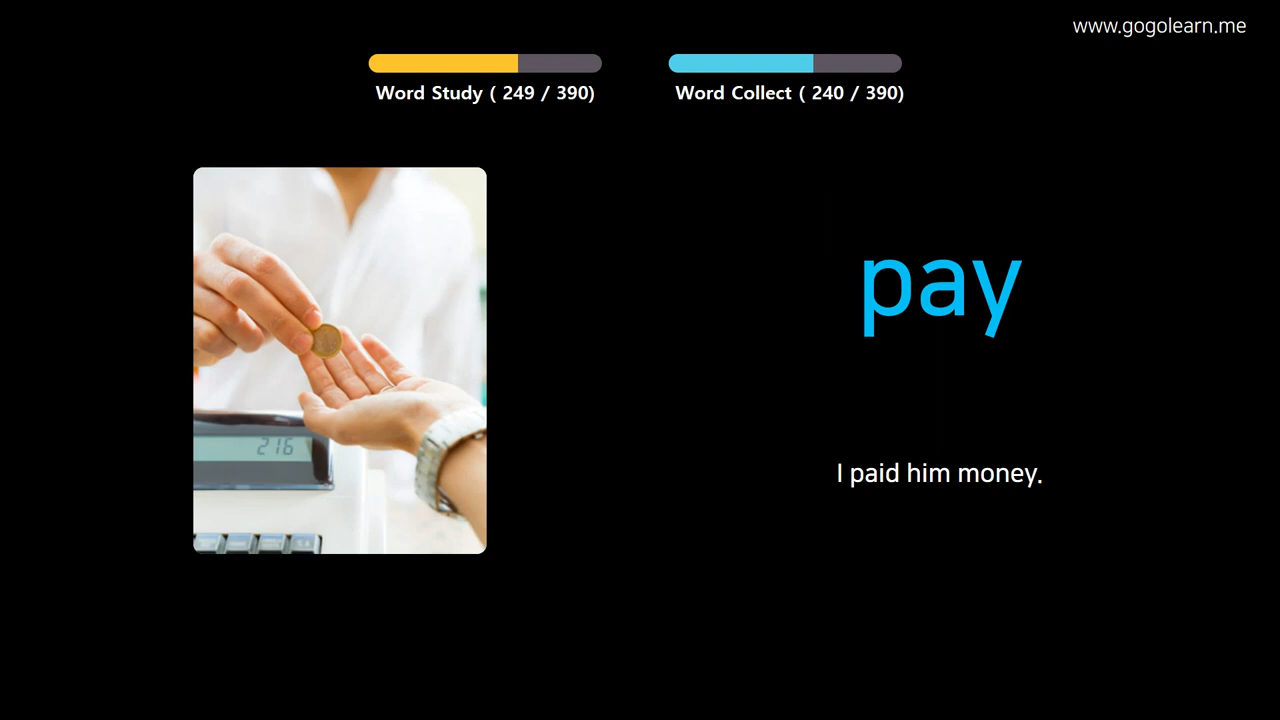 www.gogolearn.me
Word Study ( 249 / 390)
Word Collect ( 240 / 390)
pay
216
I paid him money.